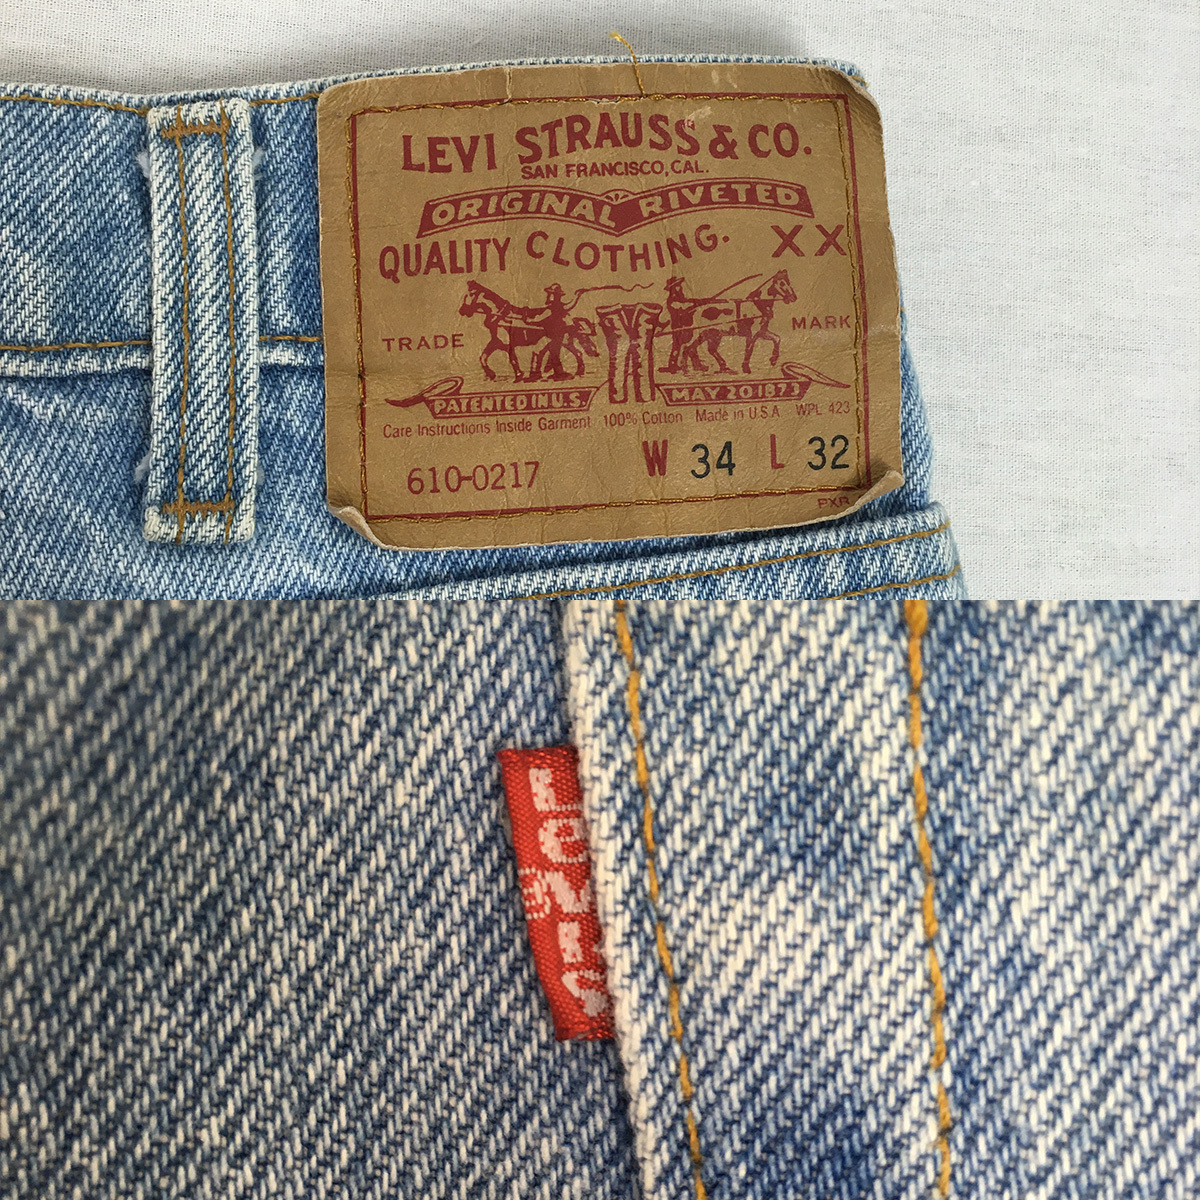 LEVI STRAUSS & CO.
SAN FRANCISCO, CAL.
ORIGINAL RIVETED
QUALITY CLOTHING. XX
TRADE MARK
PATENTED IN U.S. MAY 20 1873
Care Instructions Inside Garment 100% Cotton Made in U.S.A WPL 423
610-0217 W 34 L 32
EXR
LEVI'S
®